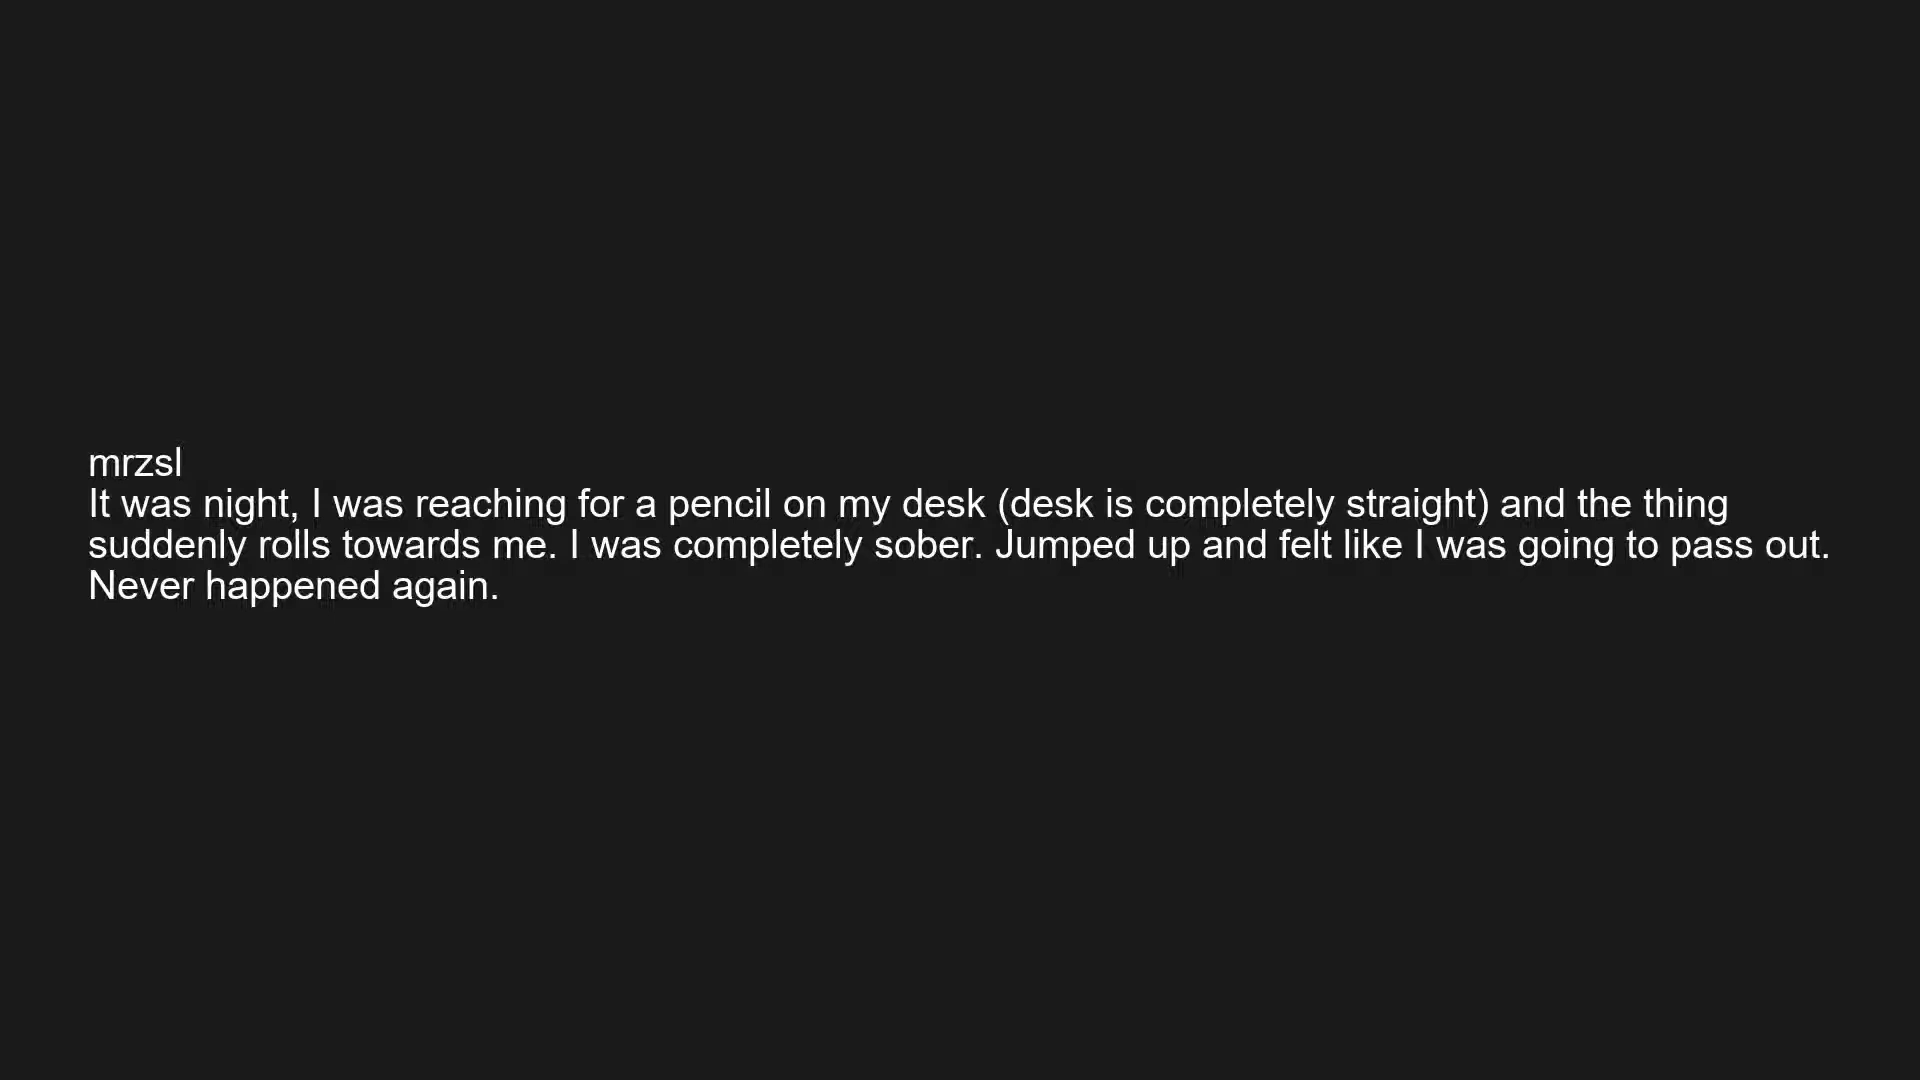 mrzsl
It was night, I was reaching for a pencil on my desk (desk is completely straight) and the thing
suddenly rolls towards me. I was completely sober. Jumped up and felt like I was going to pass out.
Never happened again.